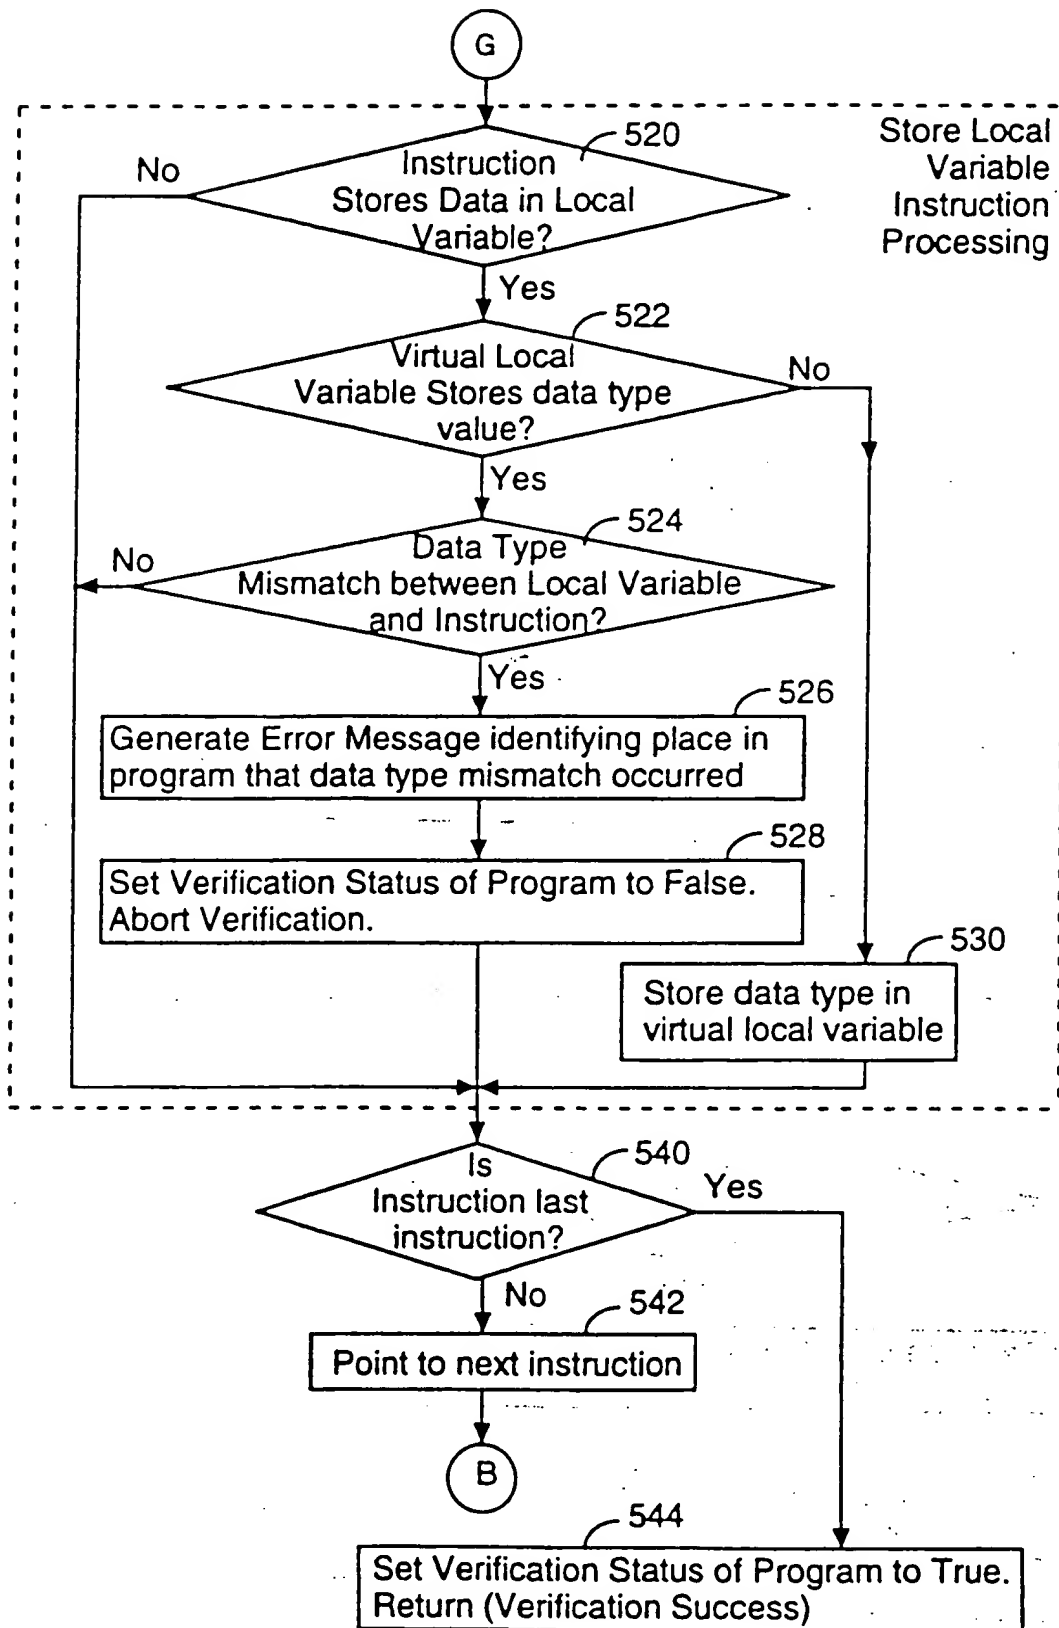 G
Store Local
Variable
Instruction
Processing
520
No
Instruction
Stores Data in Local
Variable?
Yes
522
Virtual Local
Variable Stores data type
value?
No
Yes
524
No
Data Type
Mismatch between Local Variable
and Instruction?
Yes
526
Generate Error Message identifying place in
program that data type mismatch occurred
528
Set Verification Status of Program to False.
Abort Verification.
530
Store data type in
virtual local variable
540
Is
Instruction last
instruction?
Yes
No
542
Point to next instruction
B
544
Set Verification Status of Program to True.
Return (Verification Success)